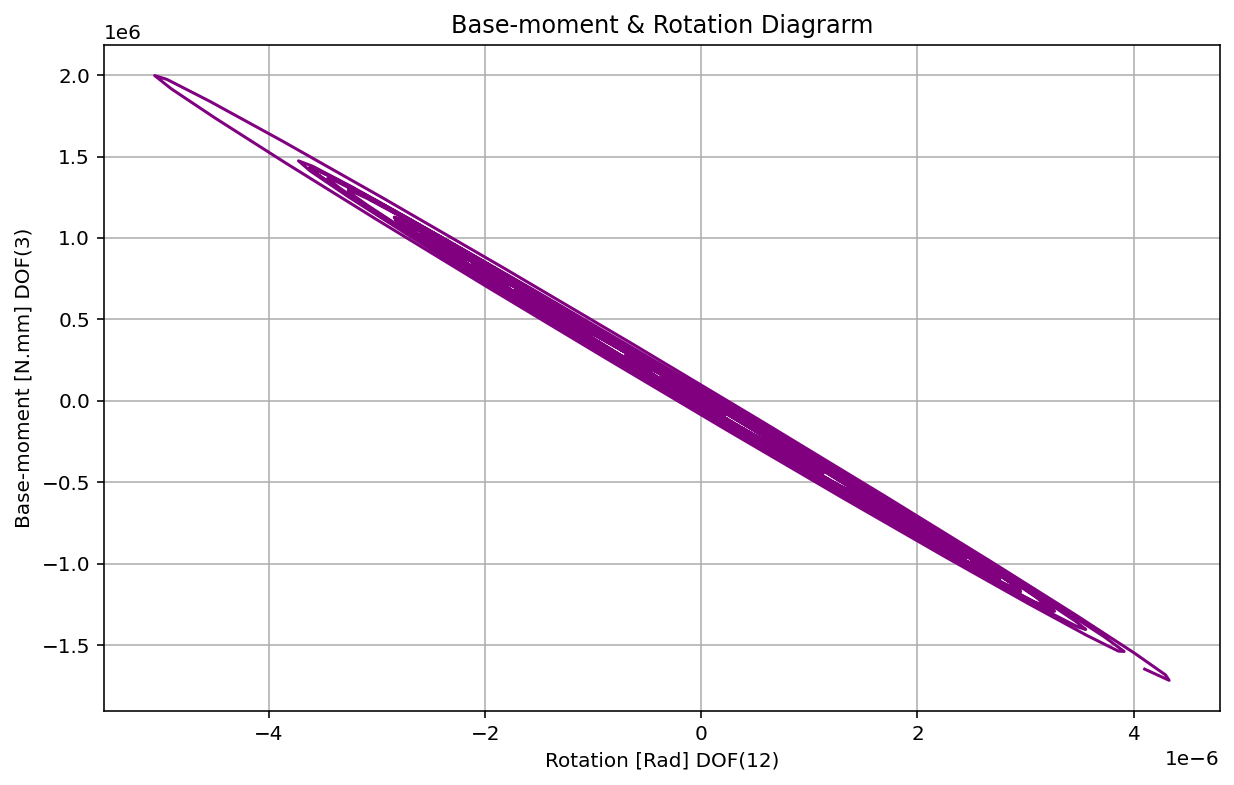 Base-moment & Rotation Diagrarm
1e6
2.0
1.5
1.0
0.5
0.0
−0.5
−1.0
−1.5
Base-moment [N.mm] DOF(3)
−4
−2
0
2
4
1e−6
Rotation [Rad] DOF(12)